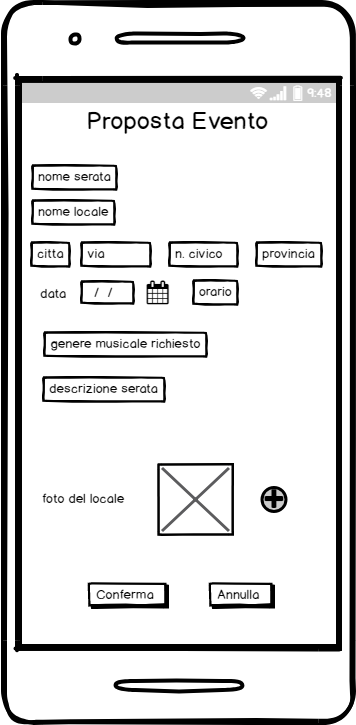 9:48
Proposta Evento
nome serata
nome locale
citta via n. civico provincia
data / / orario
genere musicale richiesto
descrizione serata
foto del locale
Conferma Annulla